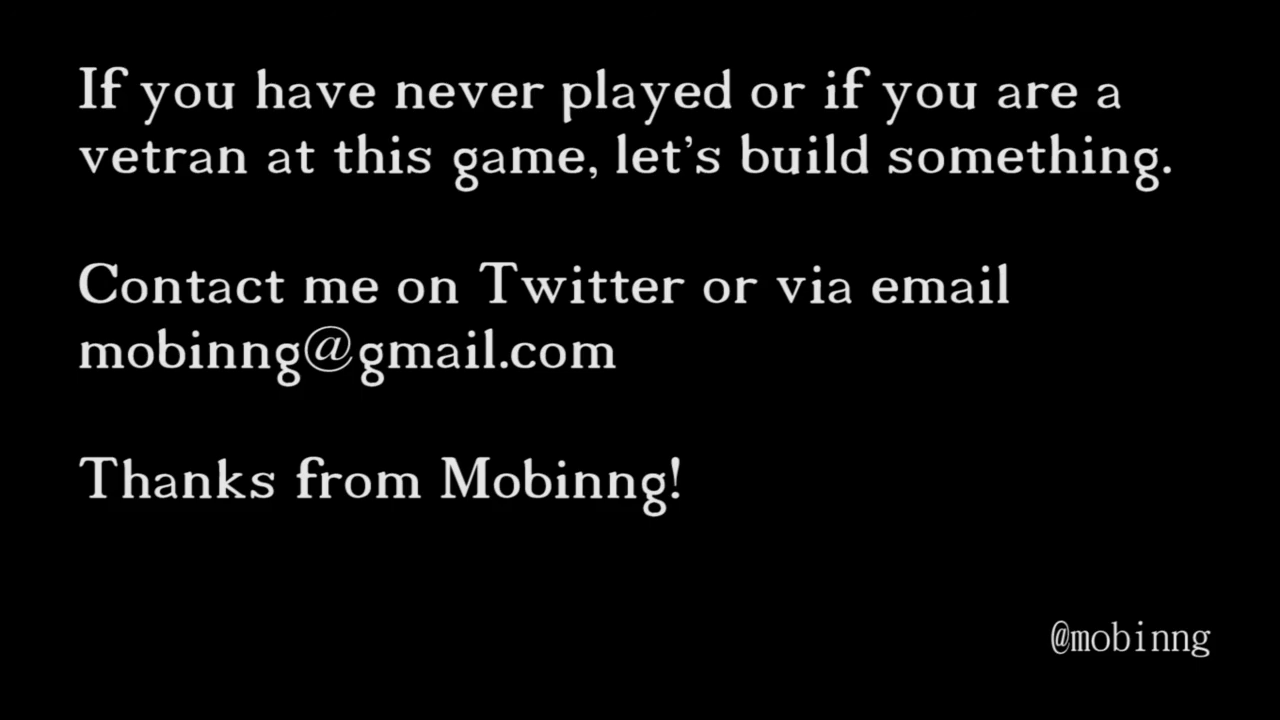 If you have never played or if you are a
vetran at this game, let's build something.
Contact me on Twitter or via email
mobinng@gmail.com
Thanks from Mobinng!
@mobinng